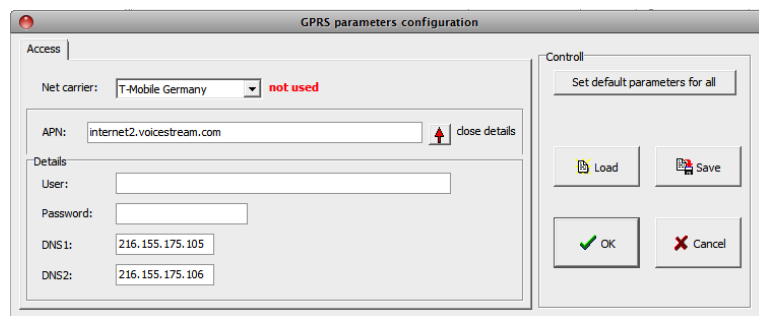 GPRS parameters configuration
Access
Net carrier: T-Mobile Germany not used
APN: internet2.voicestream.com close details
Details
User:
Password:
DNS1: 216.155.175.105
DNS2: 216.155.175.106
Controll
Set default parameters for all
Load Save
OK Cancel